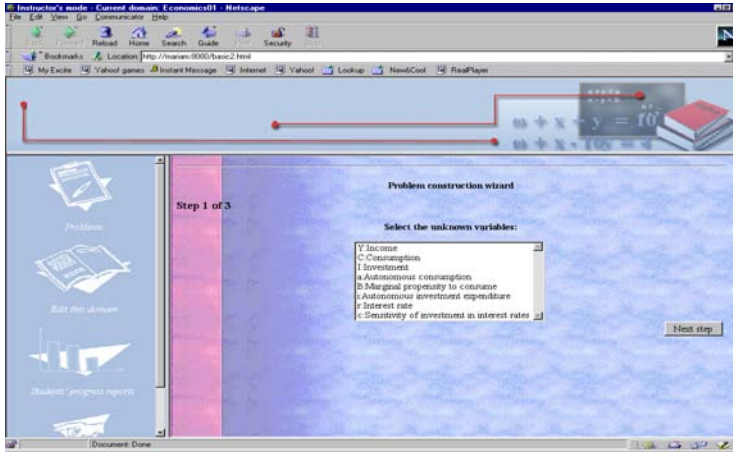 Instructor's mode - Current domain: Economics01 - Netscape
File Edit View Go Communicator Help
Back Forward Reload Home Search Guide Print Security Stop
Bookmarks Location: http://mariam:8080/basic2.html
My Excite Yahoo! games Instant Message Internet Yahoo! Lookup New&Cool RealPlayer
Problems
Edit this domain
Students' progress reports
Problem construction wizard
Step 1 of 3
Select the unknown variables:
Y:Income
C:Consumption
I:Investment
a:Autonomous consumption
B:Marginal propensity to consume
i:Autonomous investment expenditure
r:Interest rate
c:Sensitivity of investment in interest rates
Next step
Document: Done